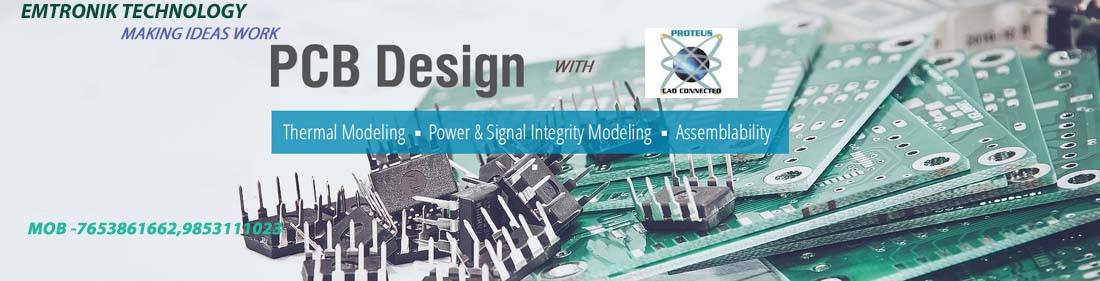 EMTRONIK TECHNOLOGY
MAKING IDEAS WORK
PCB Design WITH
PROTEUS
CAD CONNECTED
Thermal Modeling ▪ Power & Signal Integrity Modeling ▪ Assemblability
MOB -7653861662,9853111023